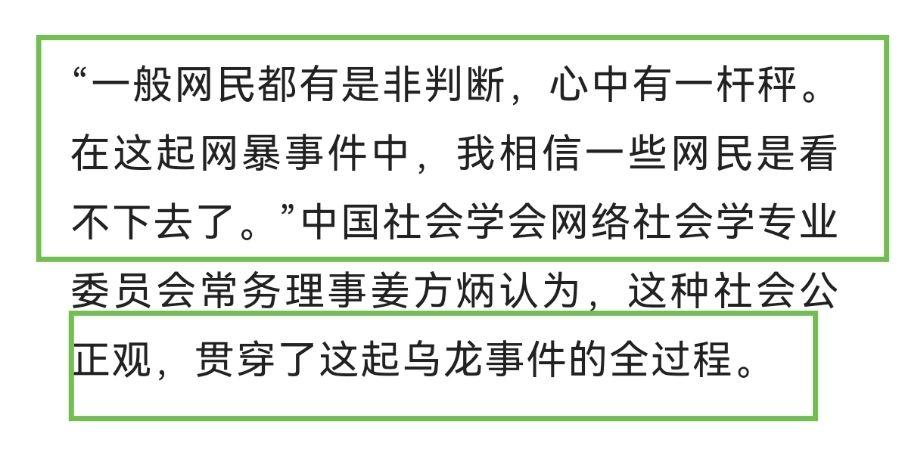 “一般网民都有是非判断，心中有一杆秤。
在这起网暴事件中，我相信一些网民是看
不下去了。”中国社会学会网络社会学专业
委员会常务理事姜方炳认为，这种社会公
正观，贯穿了这起乌龙事件的全过程。